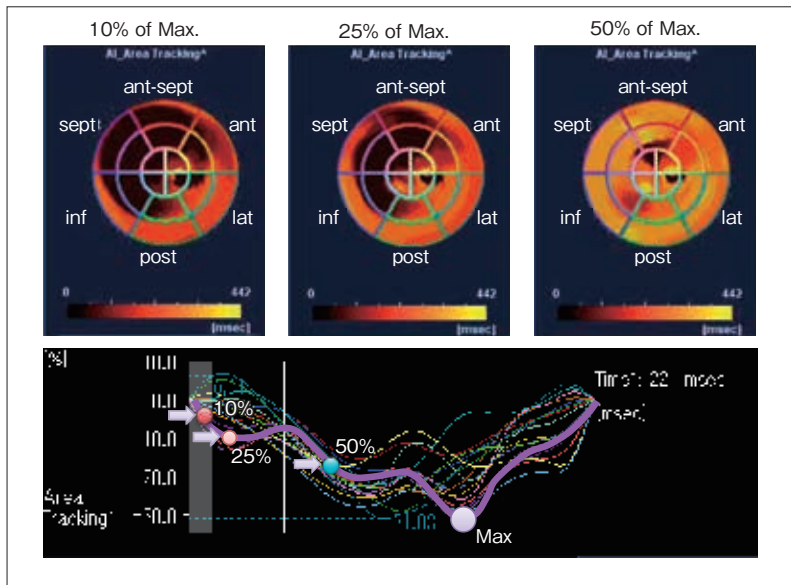 10% of Max.
25% of Max.
50% of Max.
AI_Area Tracking^
AI_Area Tracking^
AI_Area Tracking^
ant-sept
ant-sept
ant-sept
sept
ant
sept
ant
sept
ant
inf
lat
inf
lat
inf
lat
post
post
post
0
442
0
442
0
442
[msec]
[msec]
[msec]
[%]
10%
25%
50%
Max
msec
Area
Tracking